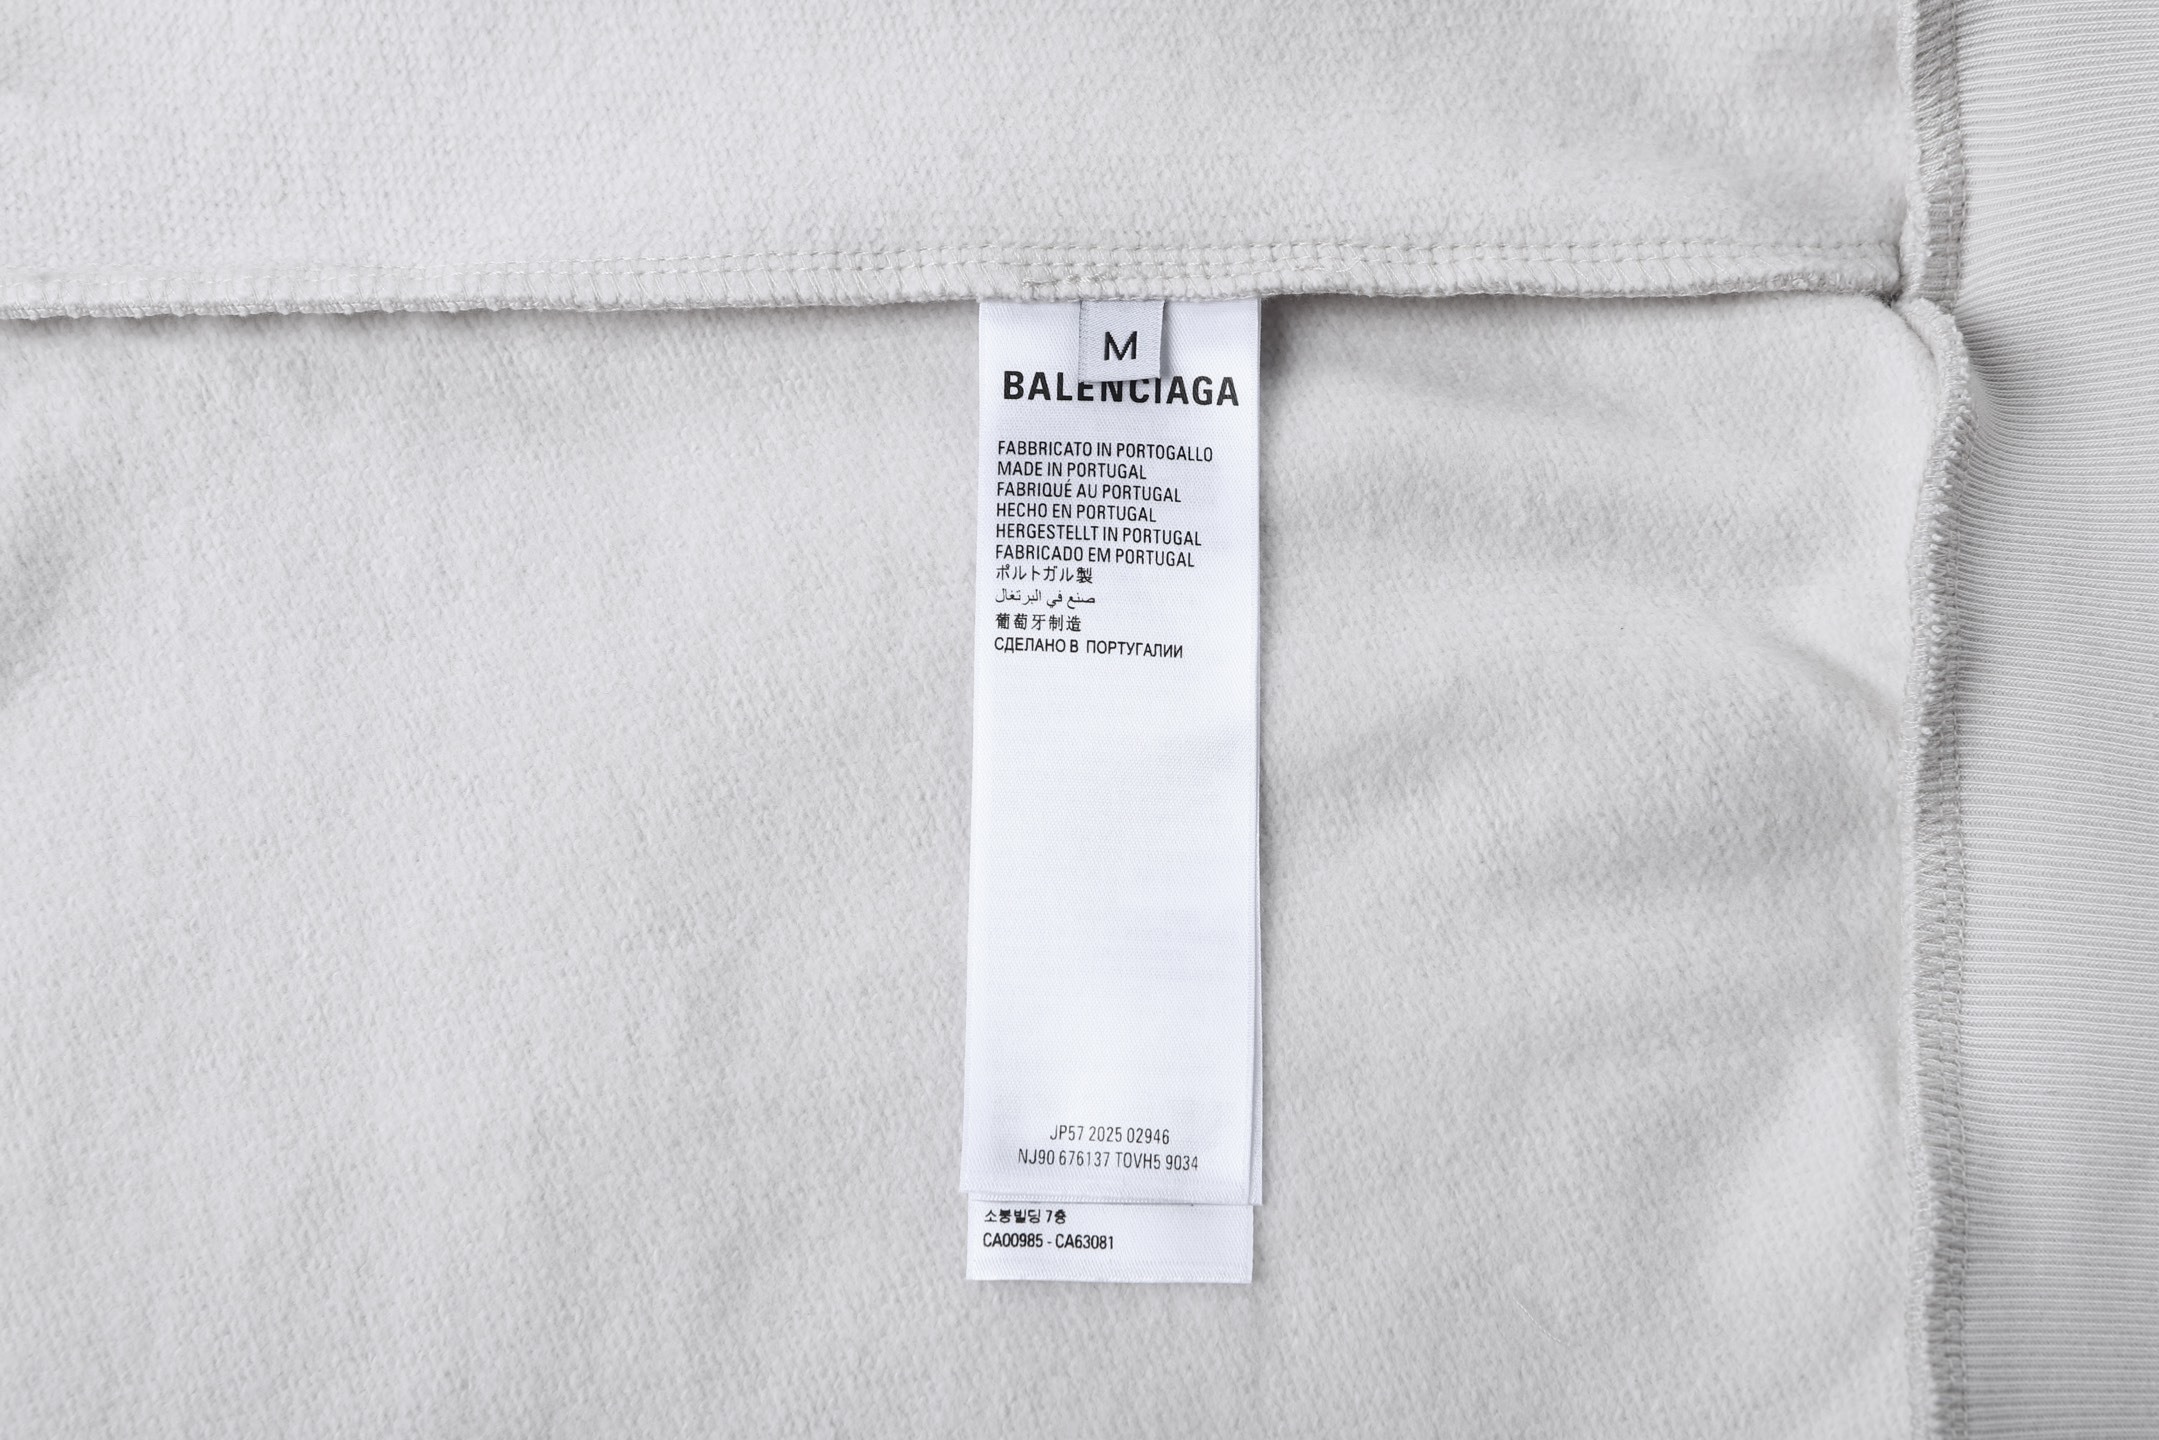 M
BALENCIAGA
FABBRICATO IN PORTOGALLO
MADE IN PORTUGAL
FABRIQUÉ AU PORTUGAL
HECHO EN PORTUGAL
HERGESTELLT IN PORTUGAL
FABRICADO EM PORTUGAL
ポルトガル製
صنع في البرتغال
葡萄牙制造
СДЕЛАНО В ПОРТУГАЛИИ
JP57 2025 02946
NJ90 676137 TOVH5 9034
소봉빌딩 7층
CA00985 - CA63081